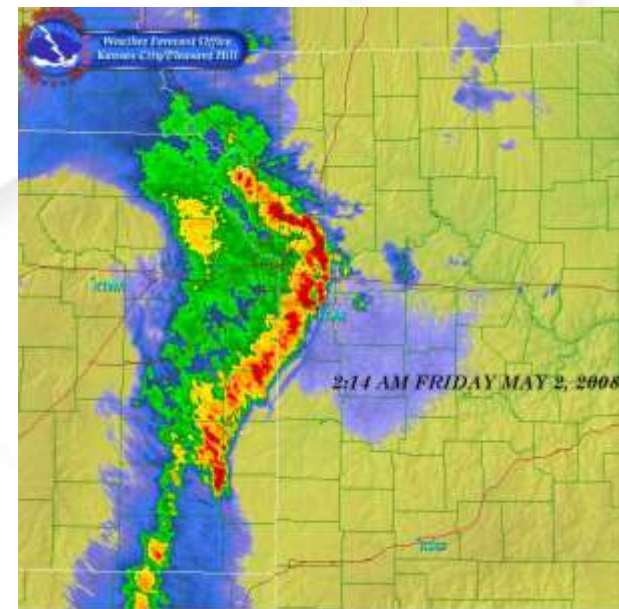 Weather Forecast Office
Kansas City/Pleasant Hill
2:14 AM FRIDAY MAY 2, 2008